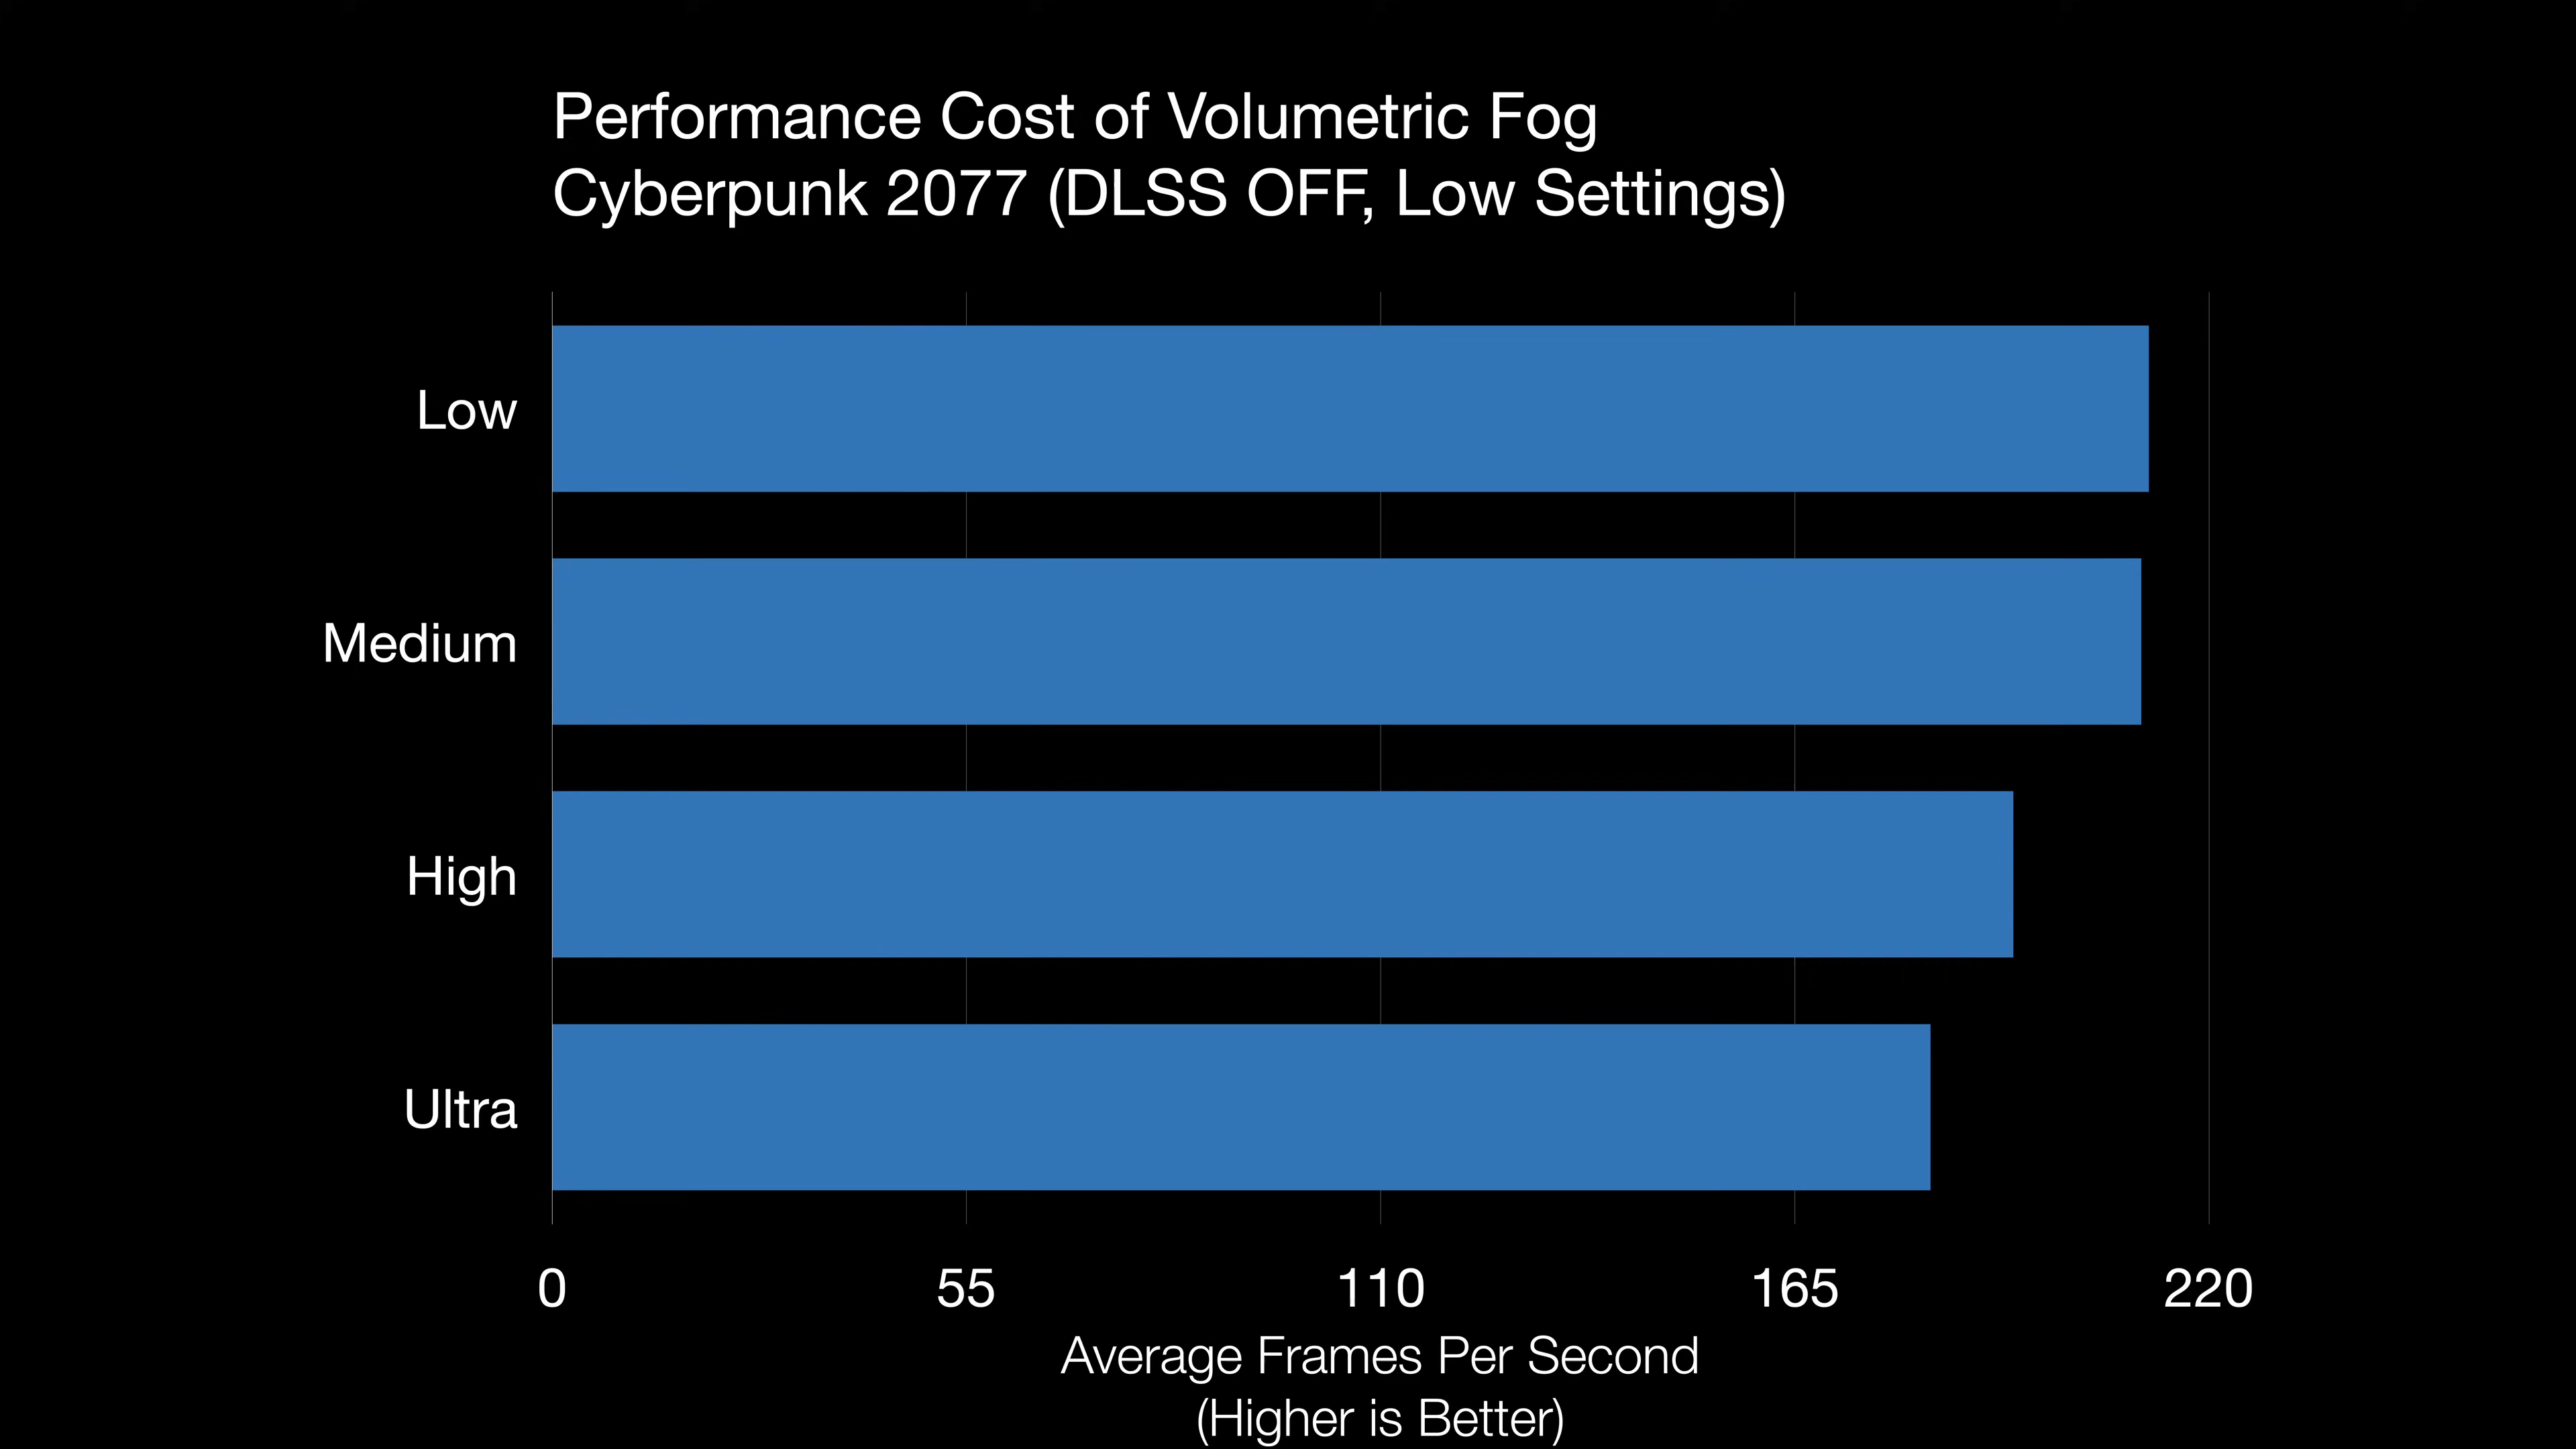 Performance Cost of Volumetric Fog
Cyberpunk 2077 (DLSS OFF, Low Settings)
Low
Medium
High
Ultra
0 55 110 165 220
Average Frames Per Second
(Higher is Better)